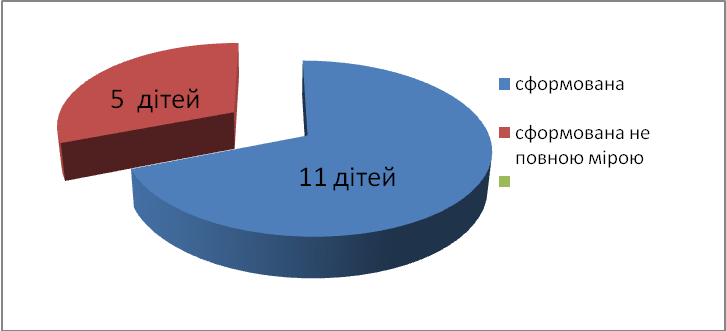 5 дітей
11 дітей
сформована
сформована не
повною мірою